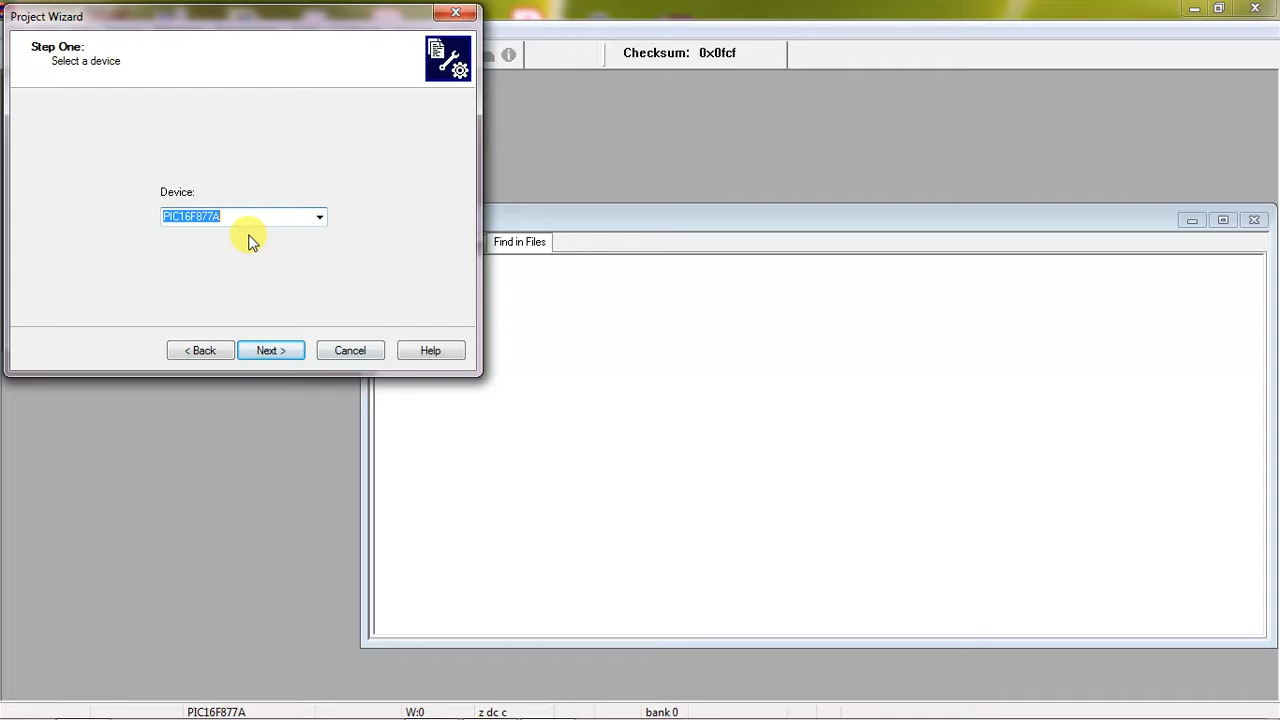 Project Wizard
Step One:
Select a device
Checksum: 0x0fcf
Device:
PIC16F877A
Find in Files
< Back
Next >
Cancel
Help
PIC16F877A
W:0
z dc c
bank 0